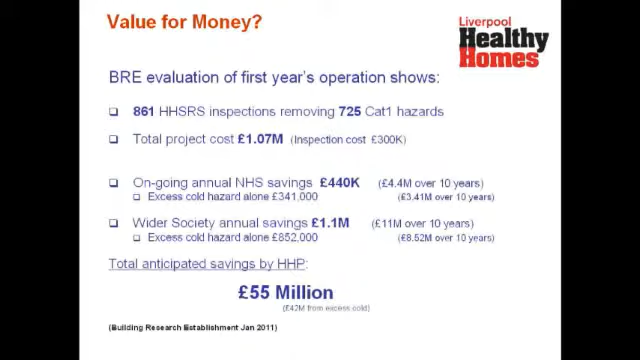 Value for Money?
Liverpool
Healthy
Homes
BRE evaluation of first year's operation shows:
❑ 861 HHSRS inspections removing 725 Cat1 hazards
❑ Total project cost £1.07M (Inspection cost £300K)
❑ On-going annual NHS savings £440K (£4.4M over 10 years)
❑ Excess cold hazard alone £341,000 (£3.41M over 10 years)
❑ Wider Society annual savings £1.1M (£11M over 10 years)
❑ Excess cold hazard alone £852,000 (£8.52M over 10 years)
Total anticipated savings by HHP:
£55 Million
(£42M from excess cold)
(Building Research Establishment Jan 2011)